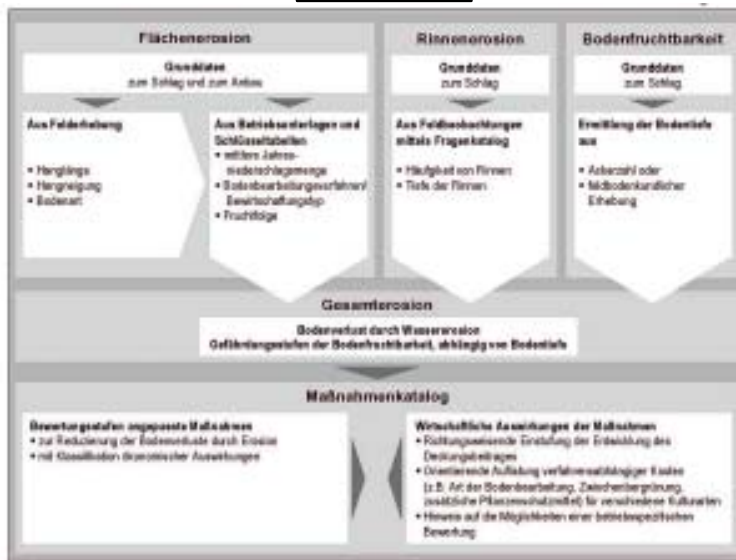 Flächenerosion
Grunddaten
zum Schlag und zum Anbau
Aus Felderhebung
• Hanglänge
• Hangneigung
• Bodenart
Aus Betriebsunterlagen und
Schlüsseltabellen
• mittlere Jahres-
niederschlagsmenge
• Bodenbearbeitungsverfahren/
Bewirtschaftungstyp
• Fruchtfolge
Rinnenerosion
Grunddaten
zum Schlag
Aus Feldbeobachtungen
mittels Fragenkatalog
• Häufigkeit von Rinnen
• Tiefe der Rinnen
Bodenfruchtbarkeit
Grunddaten
zum Schlag
Ermittlung der Bodentiefe
aus
• Ackerzahl oder
• feldbodenkundlicher
Erhebung
Gesamterosion
Bodenverlust durch Wassererosion
Gefährdungsstufen der Bodenfruchtbarkeit, abhängig von Bodentiefe
Maßnahmenkatalog
Bewertungsstufen angepasste Maßnahmen
• zur Reduzierung der Bodenverluste durch Erosion
• mit Klassifikation ökonomischer Auswirkungen
Wirtschaftliche Auswirkungen der Maßnahmen
• Richtungsweisende Einstufung der Entwicklung des
Deckungsbeitrages
• Orientierende Auflistung verfahrensabhängiger Kosten
(z.B. Art der Bodenbearbeitung, Zwischenbegrünung,
zusätzliche Pflanzenschutzmittel) für verschiedene Kulturarten
• Hinweis auf die Möglichkeiten einer betriebsspezifischen
Bewertung